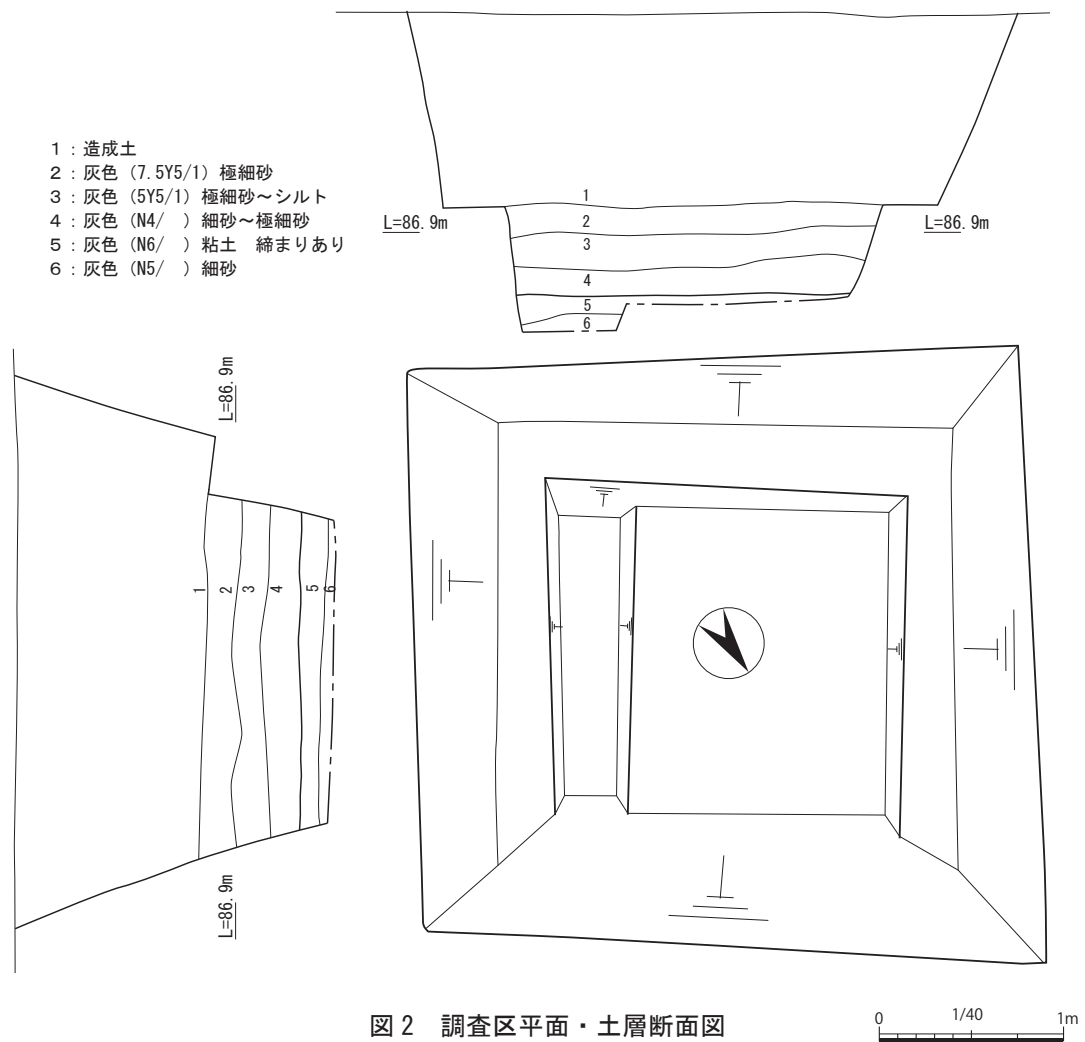 1：造成土
2：灰色（7.5Y5/1）極細砂
3：灰色（5Y5/1）極細砂～シルト
4：灰色（N4/　）細砂～極細砂
5：灰色（N6/　）粘土　締まりあり
6：灰色（N5/　）細砂
1
L=86.9m
2
L=86.9m
3
4
5
6
L=86.9m
1
2
3
4
5
6
L=86.9m
図2　調査区平面・土層断面図
0
1/40
1m